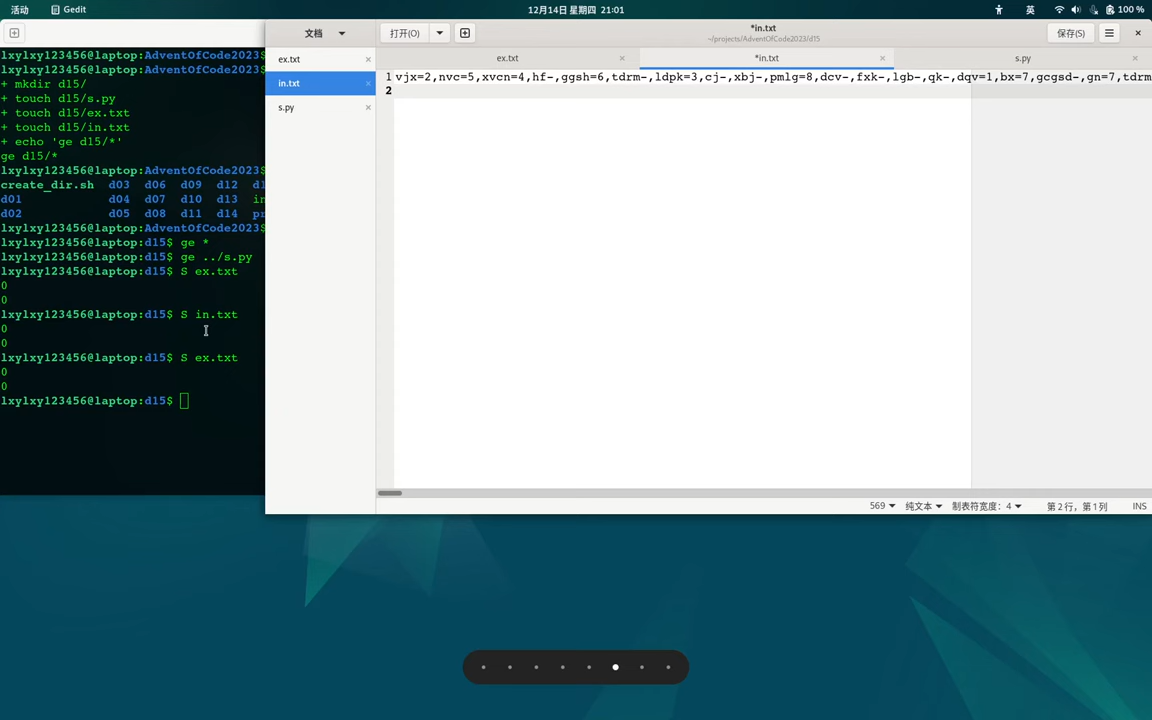 活动 Gedit 12月14日 星期四 21:01 英 100 %
文档 打开(O) *in.txt 保存(S)
~/projects/AdventOfCode2023/d15
ex.txt
in.txt
s.py
ex.txt *in.txt s.py
1 vjx=2,nvc=5,xvcn=4,hf-,ggsh=6,tdrm-,ldpk=3,cj-,xbj-,pmlg=8,dcv-,fxk-,lgb-,qk-,dqv=1,bx=7,gcgsd-,gn=7,tdrm
2
lxylxy123456@laptop:AdventOfCode2023$
lxylxy123456@laptop:AdventOfCode2023$
+ mkdir d15/
+ touch d15/s.py
+ touch d15/ex.txt
+ touch d15/in.txt
+ echo 'ge d15/*'
ge d15/*
lxylxy123456@laptop:AdventOfCode2023$
create_dir.sh d03 d06 d09 d12
d01 d04 d07 d10 d13
d02 d05 d08 d11 d14
lxylxy123456@laptop:AdventOfCode2023$
lxylxy123456@laptop:d15$ ge *
lxylxy123456@laptop:d15$ ge ../s.py
lxylxy123456@laptop:d15$ S ex.txt
0
0
lxylxy123456@laptop:d15$ S in.txt
0
0
lxylxy123456@laptop:d15$ S ex.txt
0
0
lxylxy123456@laptop:d15$
569 纯文本 制表符宽度: 4 第 2 行，第 1 列 INS